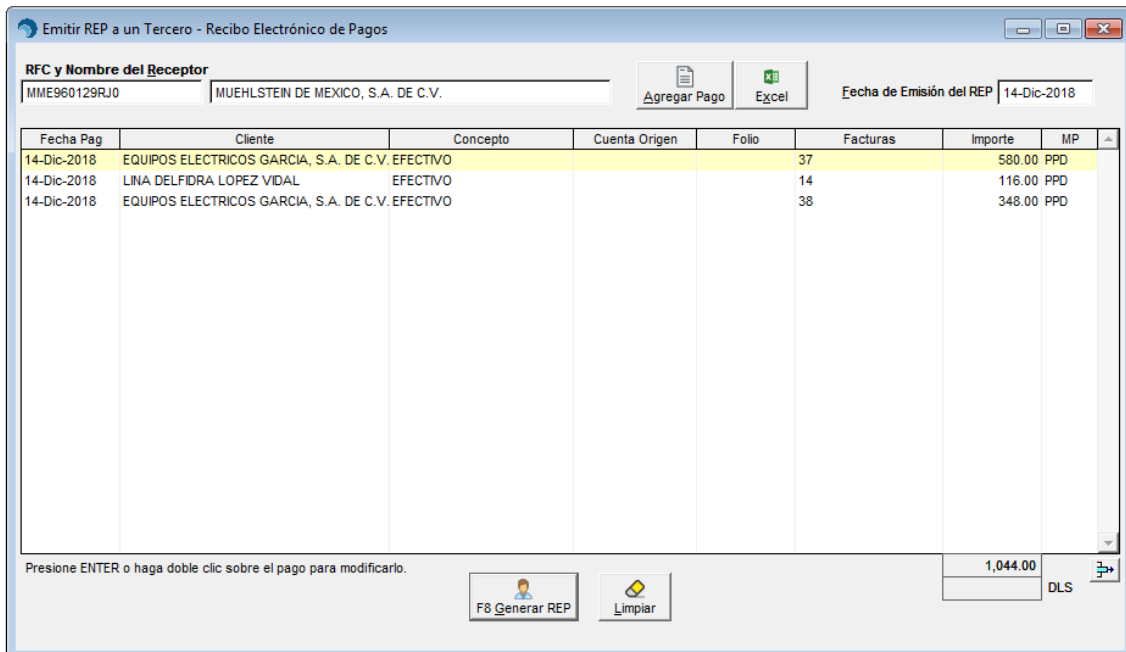 Emitir REP a un Tercero - Recibo Electrónico de Pagos
RFC y Nombre del Receptor
MME960129RJ0 MUEHLSTEIN DE MEXICO, S.A. DE C.V. Agregar Pago Excel Fecha de Emisión del REP 14-Dic-2018
Fecha Pag Cliente Concepto Cuenta Origen Folio Facturas Importe MP
14-Dic-2018 EQUIPOS ELECTRICOS GARCIA, S.A. DE C.V. EFECTIVO 37 580.00 PPD
14-Dic-2018 LINA DELFIDRA LOPEZ VIDAL EFECTIVO 14 116.00 PPD
14-Dic-2018 EQUIPOS ELECTRICOS GARCIA, S.A. DE C.V. EFECTIVO 38 348.00 PPD
Presione ENTER o haga doble clic sobre el pago para modificarlo. 1,044.00
DLS
F8 Generar REP Limpiar